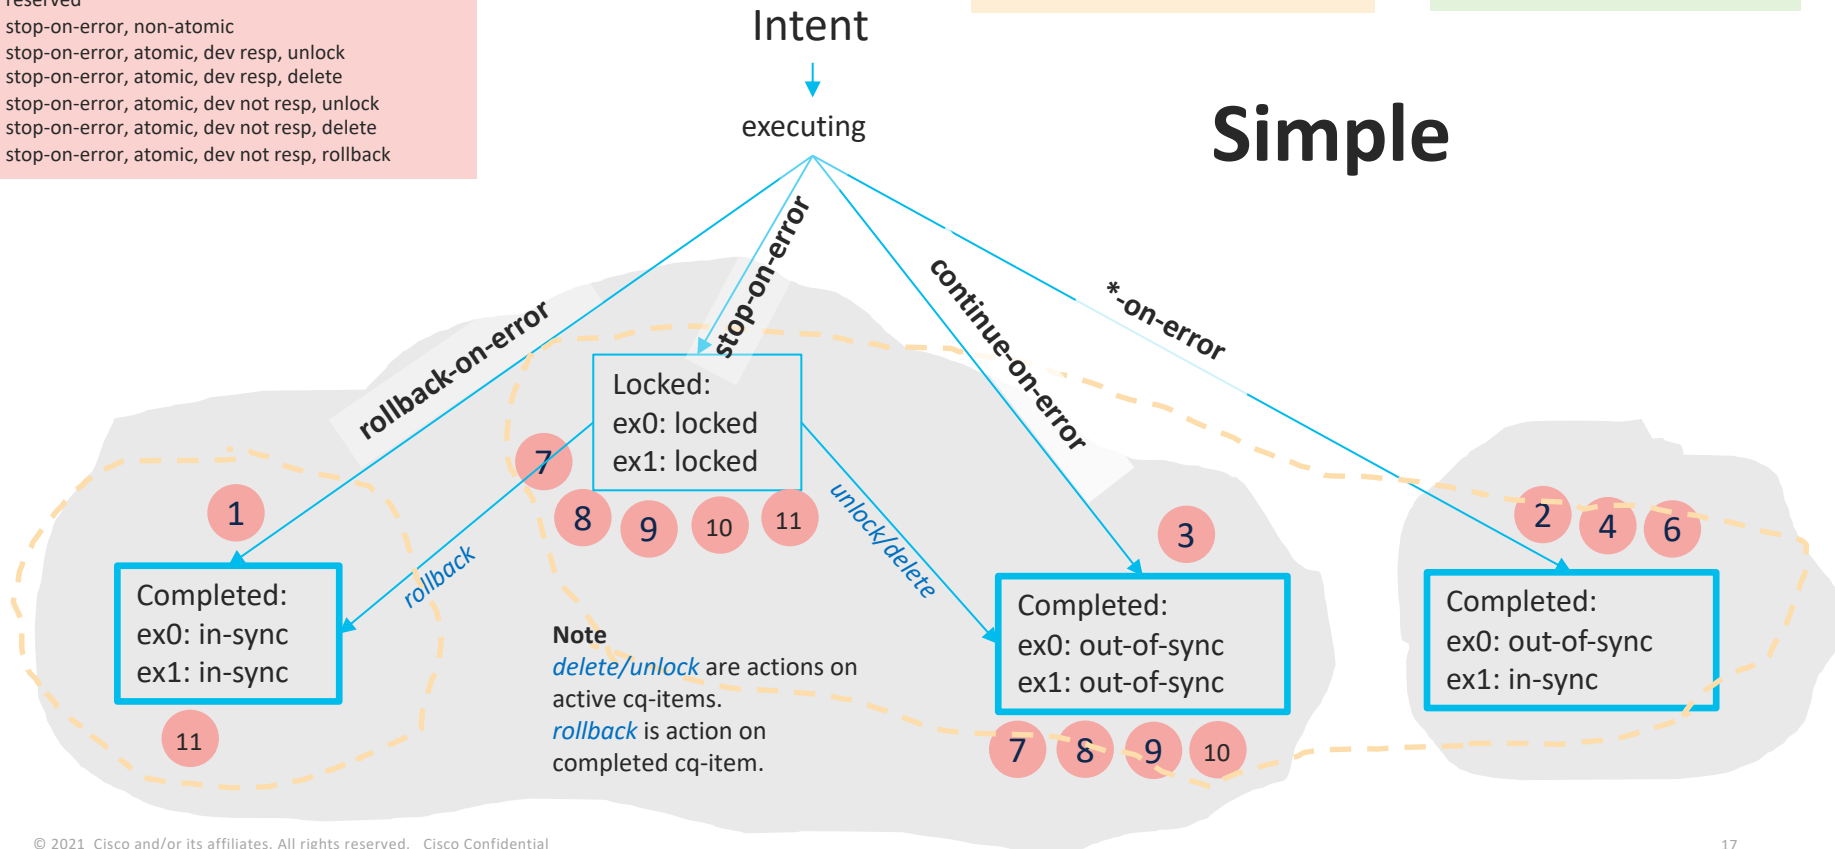 reserved
stop-on-error, non-atomic
stop-on-error, atomic, dev resp, unlock
stop-on-error, atomic, dev resp, delete
stop-on-error, atomic, dev not resp, unlock
stop-on-error, atomic, dev not resp, delete
stop-on-error, atomic, dev not resp, rollback
Intent
executing
Simple
rollback-on-error
stop-on-error
continue-on-error
*-on-error
Locked:
ex0: locked
ex1: locked
7
8
9
10
11
rollback
unlock/delete
1
Completed:
ex0: in-sync
ex1: in-sync
11
Note
delete/unlock are actions on
active cq-items.
rollback is action on
completed cq-item.
3
Completed:
ex0: out-of-sync
ex1: out-of-sync
7
8
9
10
2
4
6
Completed:
ex0: out-of-sync
ex1: in-sync
© 2021 Cisco and/or its affiliates. All rights reserved. Cisco Confidential
17